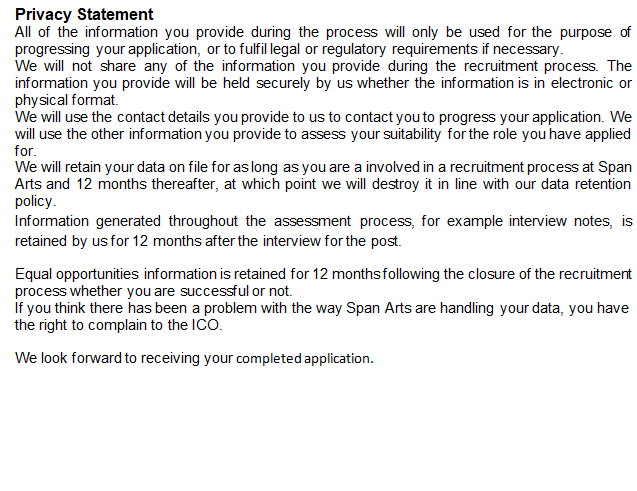 Privacy Statement
All of the information you provide during the process will only be used for the purpose of
progressing your application, or to fulfil legal or regulatory requirements if necessary.
We will not share any of the information you provide during the recruitment process. The
information you provide will be held securely by us whether the information is in electronic or
physical format.
We will use the contact details you provide to us to contact you to progress your application. We
will use the other information you provide to assess your suitability for the role you have applied
for.
We will retain your data on file for as long as you are a involved in a recruitment process at Span
Arts and 12 months thereafter, at which point we will destroy it in line with our data retention
policy.
Information generated throughout the assessment process, for example interview notes, is
retained by us for 12 months after the interview for the post.
Equal opportunities information is retained for 12 months following the closure of the recruitment
process whether you are successful or not.
If you think there has been a problem with the way Span Arts are handling your data, you have
the right to complain to the ICO.
We look forward to receiving your completed application.